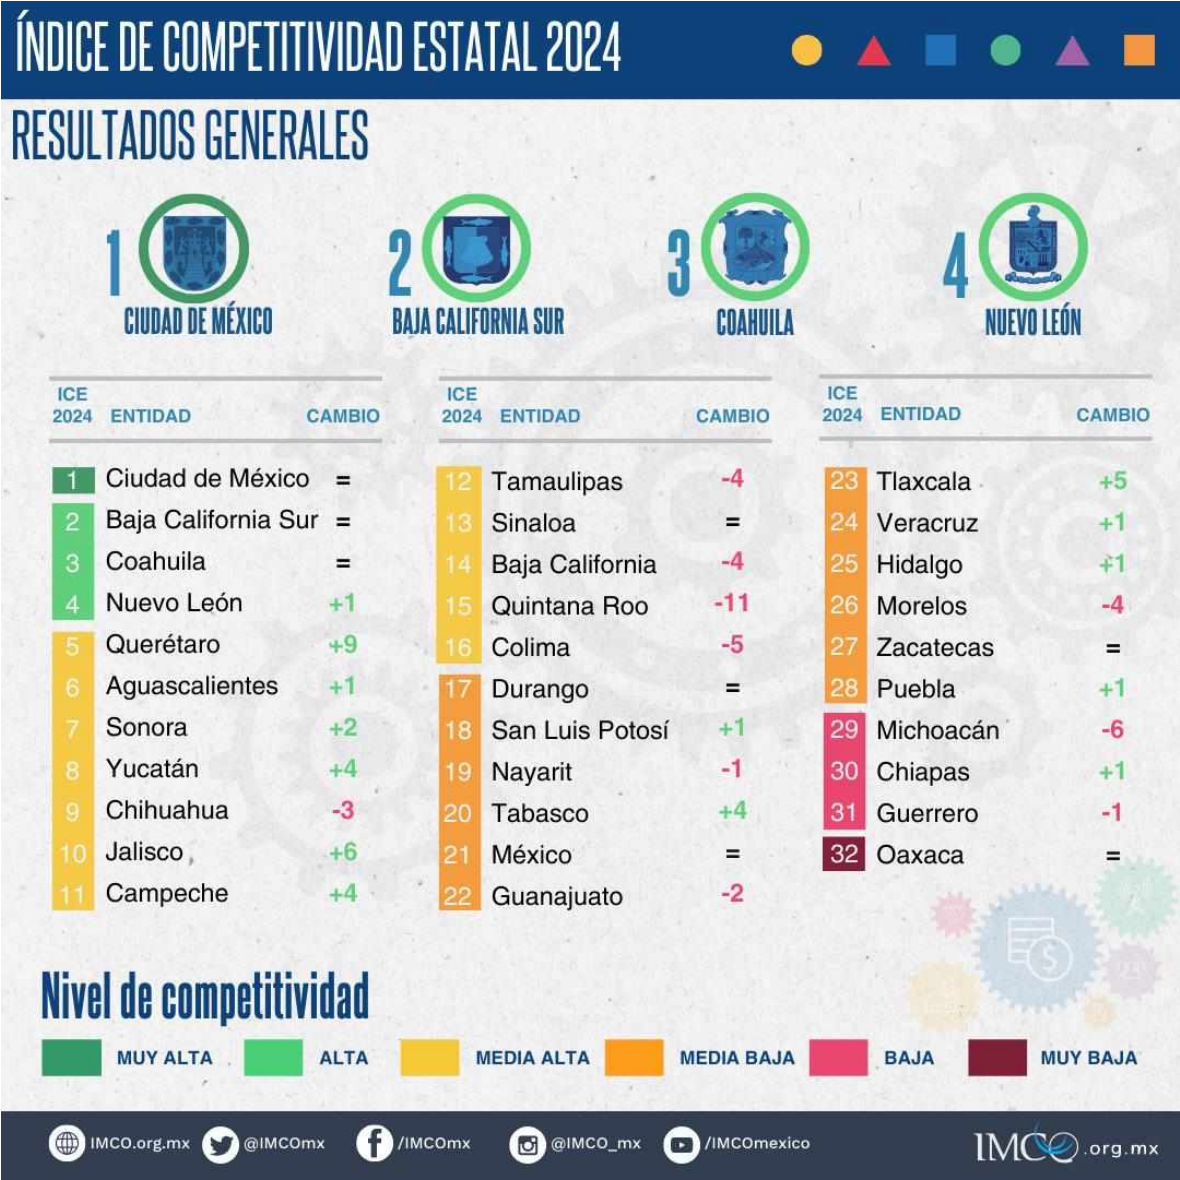 ÍNDICE DE COMPETITIVIDAD ESTATAL 2024
RESULTADOS GENERALES
1 CIUDAD DE MÉXICO
2 BAJA CALIFORNIA SUR
3 COAHUILA
4 NUEVO LEÓN
ICE 2024 ENTIDAD CAMBIO
1 Ciudad de México =
2 Baja California Sur =
3 Coahuila =
4 Nuevo León +1
5 Querétaro +9
6 Aguascalientes +1
7 Sonora +2
8 Yucatán +4
9 Chihuahua -3
10 Jalisco +6
11 Campeche +4
ICE 2024 ENTIDAD CAMBIO
12 Tamaulipas -4
13 Sinaloa =
14 Baja California -4
15 Quintana Roo -11
16 Colima -5
17 Durango =
18 San Luis Potosí +1
19 Nayarit -1
20 Tabasco +4
21 México =
22 Guanajuato -2
ICE 2024 ENTIDAD CAMBIO
23 Tlaxcala +5
24 Veracruz +1
25 Hidalgo +1
26 Morelos -4
27 Zacatecas =
28 Puebla +1
29 Michoacán -6
30 Chiapas +1
31 Guerrero -1
32 Oaxaca =
Nivel de competitividad
MUY ALTA ALTA MEDIA ALTA MEDIA BAJA BAJA MUY BAJA
IMCO.org.mx @IMCOmx /IMCOmx @IMCO_mx /IMCOmexico IMCO.org.mx